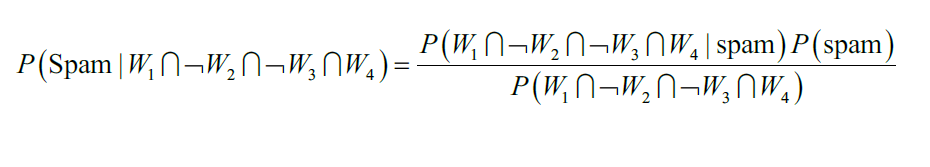 P(Spam | W₁ ⋂ ¬W₂ ⋂ ¬W₃ ⋂ W₄) = P(W₁ ⋂ ¬W₂ ⋂ ¬W₃ ⋂ W₄ | spam) P(spam) / P(W₁ ⋂ ¬W₂ ⋂ ¬W₃ ⋂ W₄)